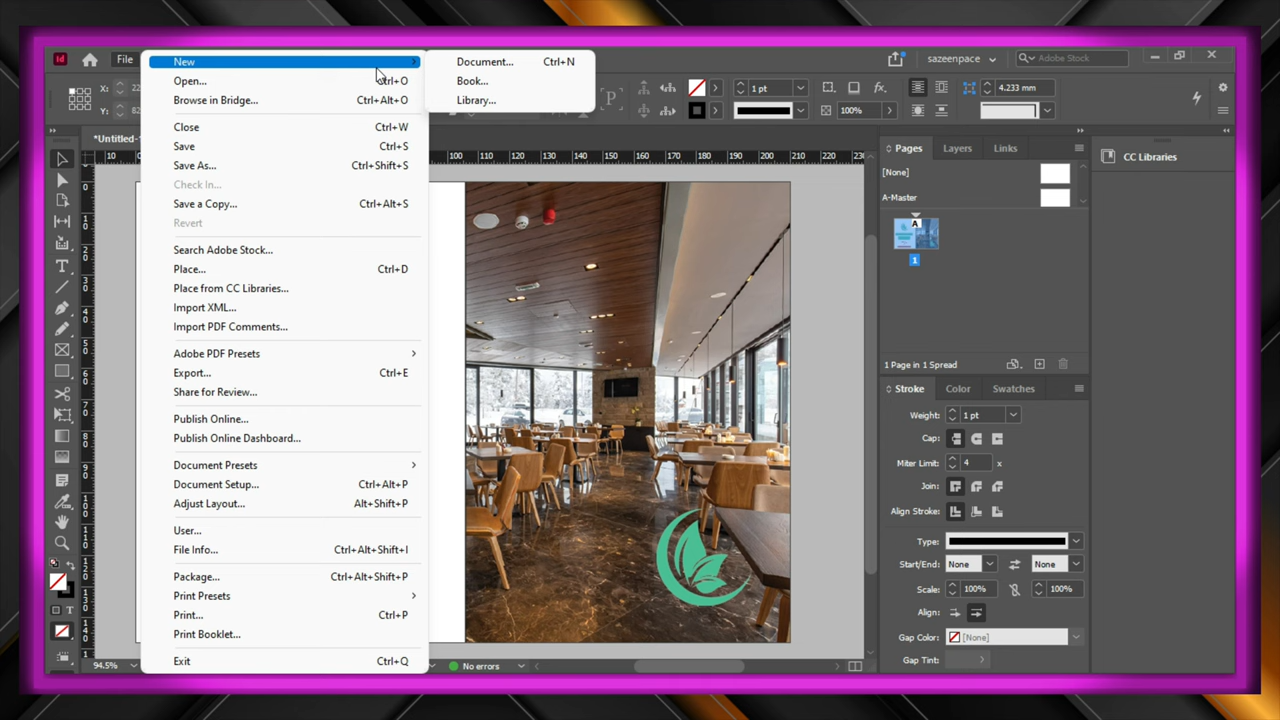 Id
File
sazeenpace
Adobe Stock
New
Document... Ctrl+N
Open... Ctrl+O
Book...
Browse in Bridge... Ctrl+Alt+O
Library...
Close Ctrl+W
Save Ctrl+S
Save As... Ctrl+Shift+S
Check In...
Save a Copy... Ctrl+Alt+S
Revert
Search Adobe Stock...
Place... Ctrl+D
Place from CC Libraries...
Import XML...
Import PDF Comments...
Adobe PDF Presets
Export... Ctrl+E
Share for Review...
Publish Online...
Publish Online Dashboard...
Document Presets
Document Setup... Ctrl+Alt+P
Adjust Layout... Alt+Shift+P
User...
File Info... Ctrl+Alt+Shift+I
Package... Ctrl+Alt+Shift+P
Print Presets
Print... Ctrl+P
Print Booklet...
Exit Ctrl+Q
X: 22
Y: 82
1 pt
100%
fx.
4.233 mm
*Untitled-
10 100 110 120 130 140 150 160 170 180 190 200 210 220 230
Pages Layers Links
[None]
A-Master
A
1
1 Page in 1 Spread
CC Libraries
Stroke Color Swatches
Weight: 1 pt
Cap:
Miter Limit: 4 x
Join:
Align Stroke:
Type:
Start/End: None None
Scale: 100% 100%
Align:
Gap Color: [None]
Gap Tint:
94.5%
No errors